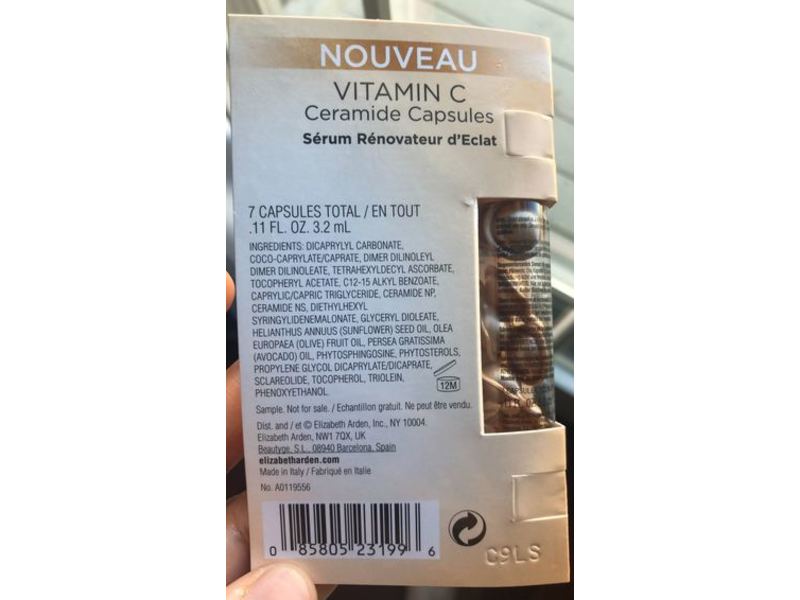 NOUVEAU
VITAMIN C
Ceramide Capsules
Sérum Rénovateur d'Eclat
7 CAPSULES TOTAL / EN TOUT
.11 FL. OZ. 3.2 mL
INGREDIENTS: DICAPRYLYL CARBONATE,
COCO-CAPRYLATE/CAPRATE, DIMER DILINOLEYL
DIMER DILINOLEATE, TETRAHEXYLDECYL ASCORBATE,
TOCOPHERYL ACETATE, C12-15 ALKYL BENZOATE,
CAPRYLIC/CAPRIC TRIGLYCERIDE, CERAMIDE NP,
CERAMIDE NS, DIETHYLHEXYL
SYRINGYLIDENEMALONATE, GLYCERYL DIOLEATE,
HELIANTHUS ANNUUS (SUNFLOWER) SEED OIL, OLEA
EUROPAEA (OLIVE) FRUIT OIL, PERSEA GRATISSIMA
(AVOCADO) OIL, PHYTOSPHINGOSINE, PHYTOSTEROLS,
PROPYLENE GLYCOL DICAPRYLATE/DICAPRATE,
SCLAREOLIDE, TOCOPHEROL, TRIOLEIN,
PHENOXYETHANOL.
12M
Sample. Not for sale. / Echantillon gratuit. Ne peut être vendu.
Dist. and / et © Elizabeth Arden, Inc., NY 10004.
Elizabeth Arden, NW1 7QX, UK
Beautyge, S.L. 08940 Barcelona, Spain
elizabetharden.com
Made in Italy / Fabriqué en Italie
No. A0119556
0 85805 23199 6
C9LS